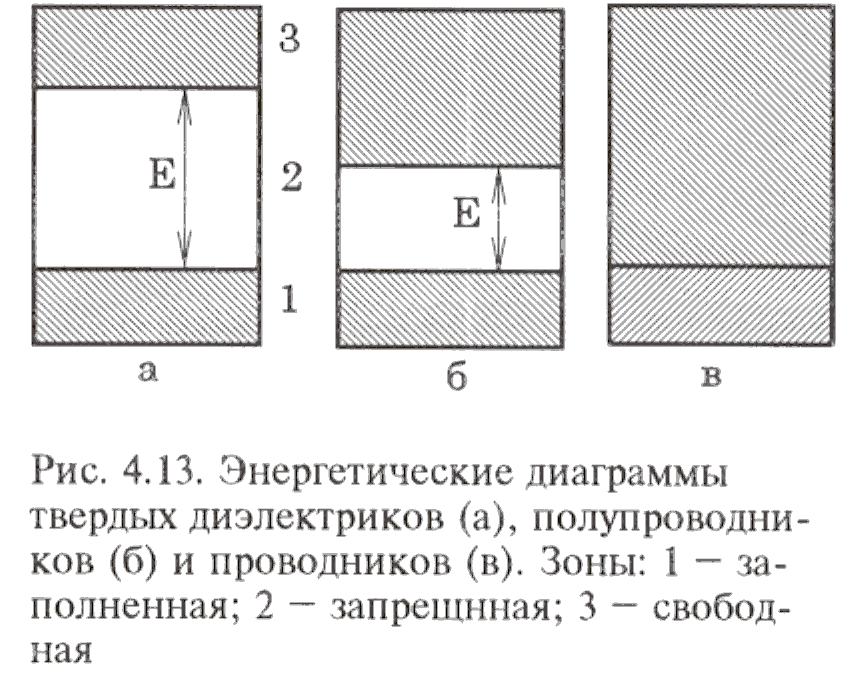 3
E
2
E
1
а
б
в
Рис. 4.13. Энергетические диаграммы
твердых диэлектриков (а), полупроводни-
ков (б) и проводников (в). Зоны: 1 — за-
полненная; 2 — запрещнная; 3 — свобод-
ная